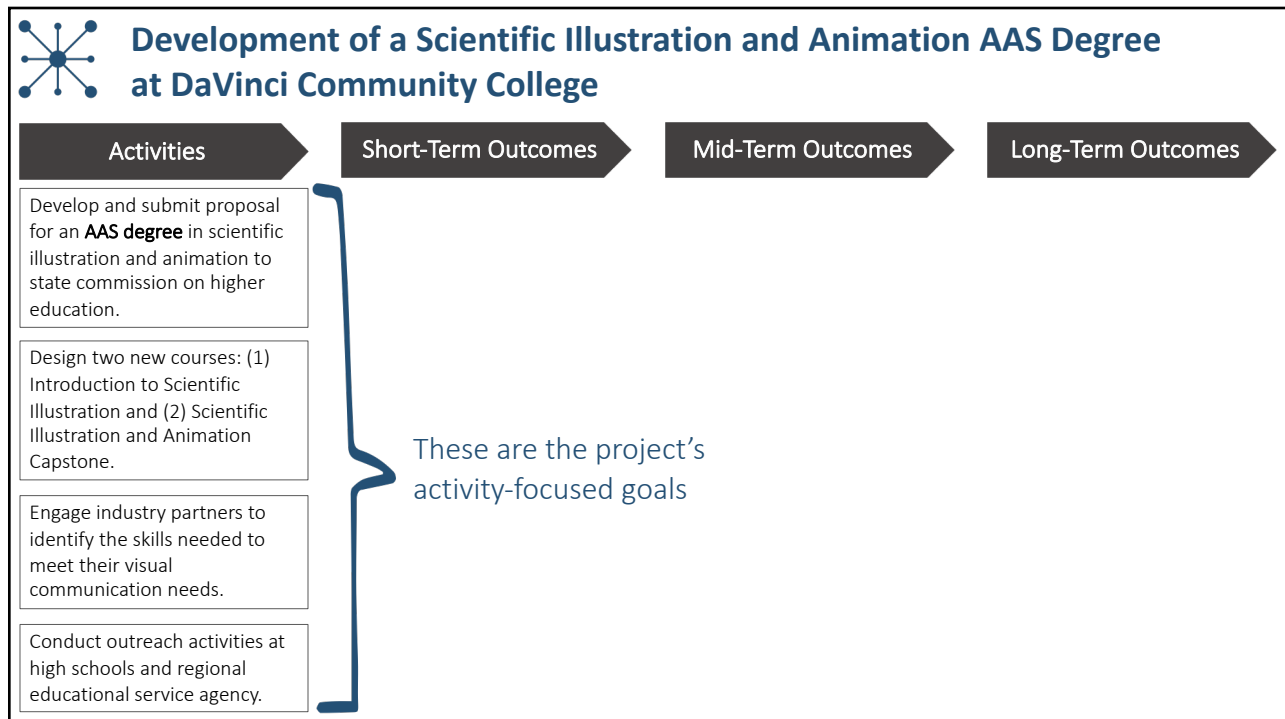 Development of a Scientific Illustration and Animation AAS Degree
at DaVinci Community College
Activities
Short-Term Outcomes
Mid-Term Outcomes
Long-Term Outcomes
Develop and submit proposal
for an AAS degree in scientific
illustration and animation to
state commission on higher
education.
Design two new courses: (1)
Introduction to Scientific
Illustration and (2) Scientific
Illustration and Animation
Capstone.
Engage industry partners to
identify the skills needed to
meet their visual
communication needs.
Conduct outreach activities at
high schools and regional
educational service agency.
These are the project’s
activity-focused goals